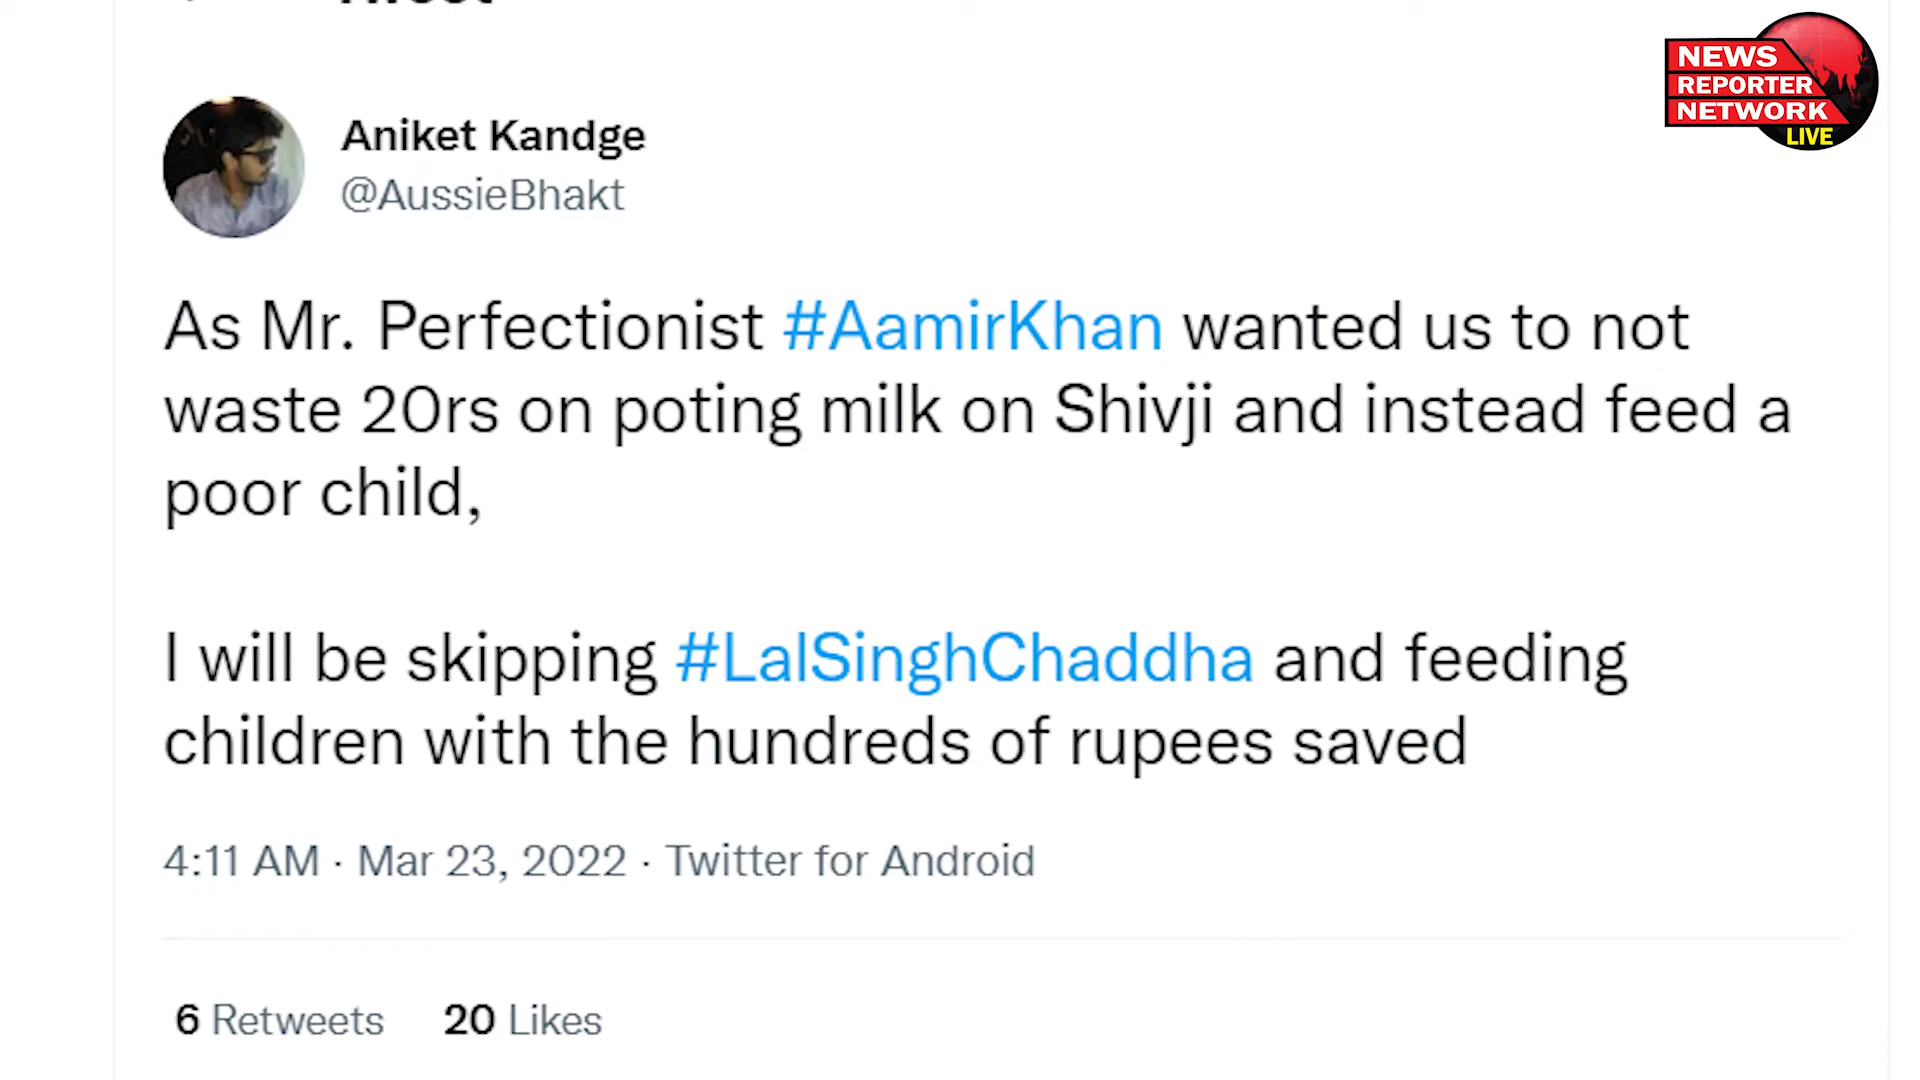 Tweet
NEWS
REPORTER
NETWORK
LIVE
Aniket Kandge
@AussieBhakt
As Mr. Perfectionist #AamirKhan wanted us to not
waste 20rs on poting milk on Shivji and instead feed a
poor child,
I will be skipping #LalSinghChaddha and feeding
children with the hundreds of rupees saved
4:11 AM · Mar 23, 2022 · Twitter for Android
6 Retweets 20 Likes